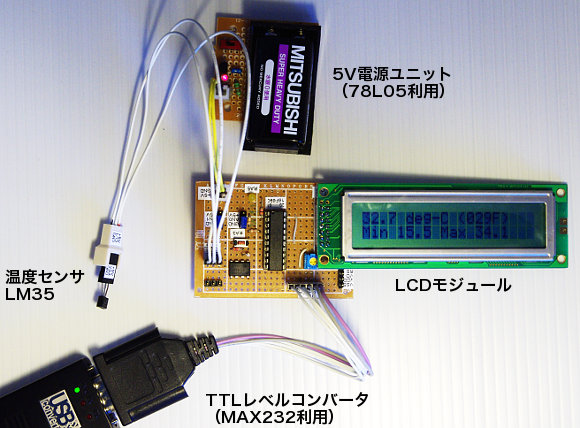 MITSUBISHI
SUPER HEAVY DUTY
5V電源ユニット
（78L05利用）
32.7 Deg-C (029F)
Min 15.5 Max 34.1
LCDモジュール
温度センサ
LM35
USB
TTLレベルコンバータ
（MAX232利用）